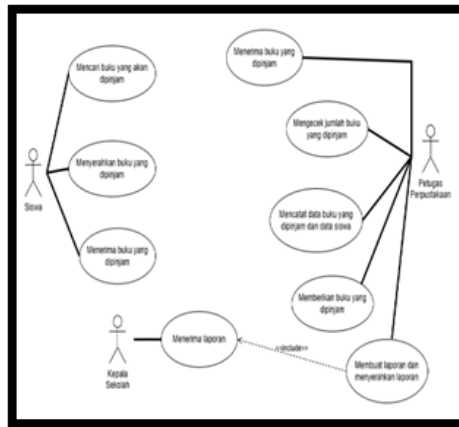 Mencari buku yang akan
dipinjam
Menyerahkan buku yang
dipinjam
Siswa
Menerima buku yang
dipinjam
Menerima buku yang
dipinjam
Mengecek jumlah buku
yang dipinjam
Petugas
Perpustakaan
Mencatat data buku yang
dipinjam dan data siswa
Memberikan buku yang
dipinjam
Kepala
Sekolah
Menerima laporan
<<include>>
Membuat laporan dan
menyerahkan laporan